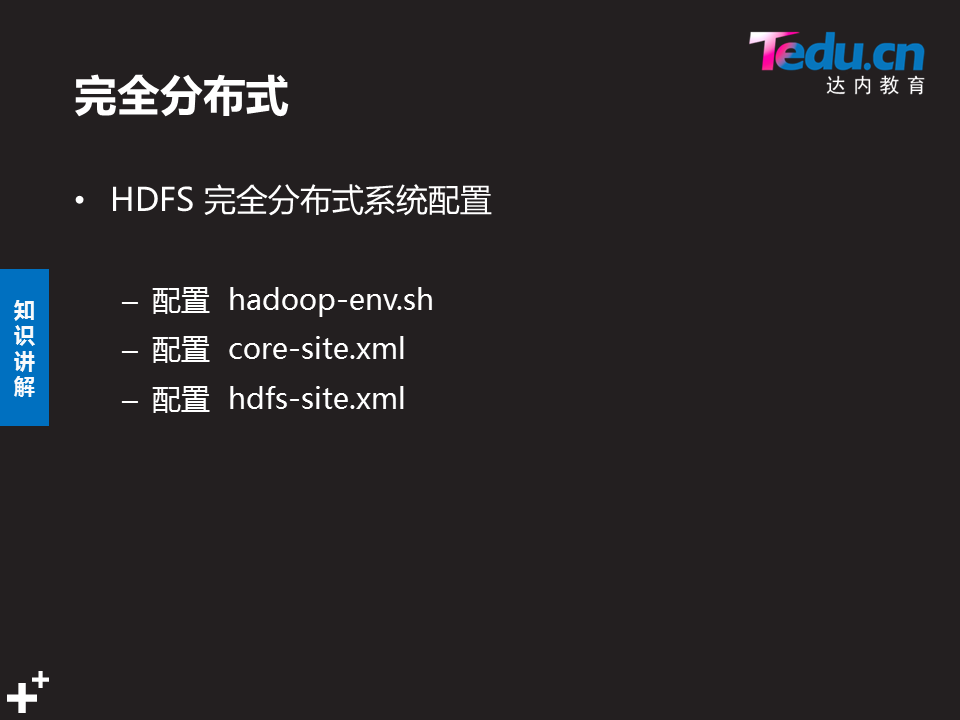 Tedu.cn
达内教育
完全分布式
• HDFS 完全分布式系统配置
知识讲解
– 配置 hadoop-env.sh
– 配置 core-site.xml
– 配置 hdfs-site.xml